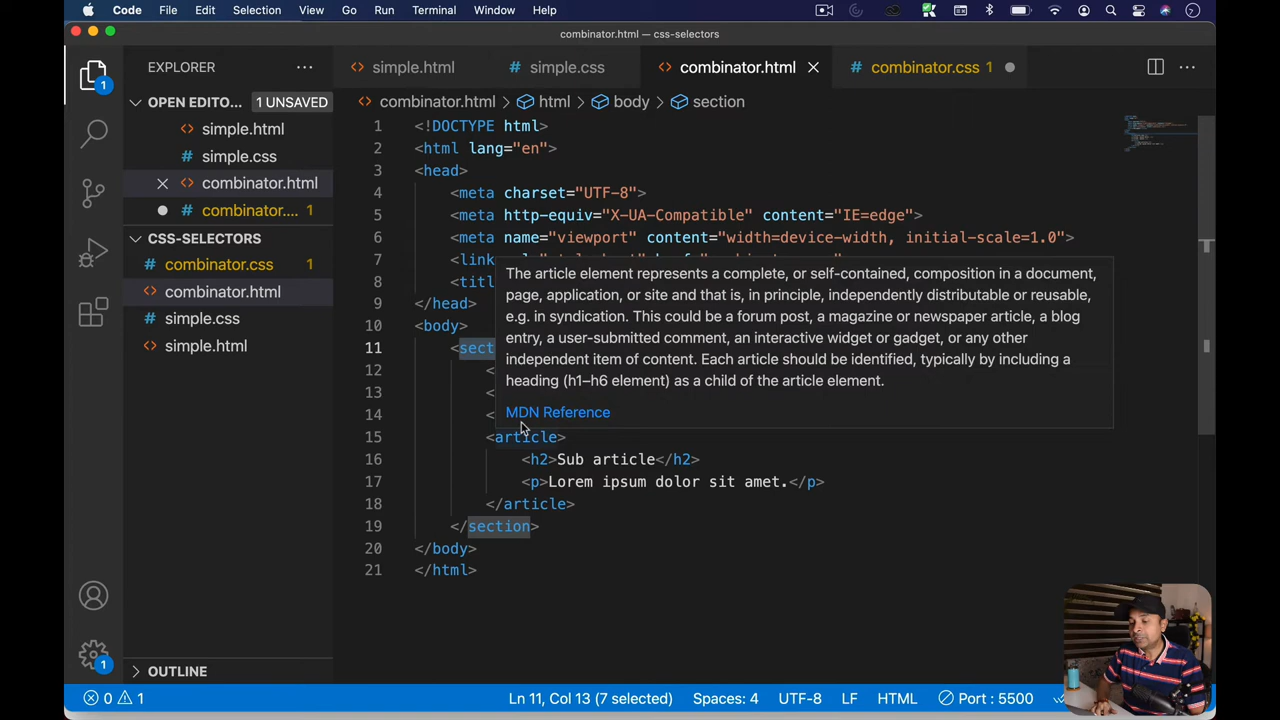 Code File Edit Selection View Go Run Terminal Window Help
combinator.html — css-selectors
EXPLORER
simple.html
simple.css
combinator.html
combinator.css 1
OPEN EDITO... 1 UNSAVED
combinator.html > html > body > section
simple.html
simple.css
combinator.html
combinator.... 1
CSS-SELECTORS
combinator.css 1
combinator.html
simple.css
simple.html
OUTLINE
1 <!DOCTYPE html>
2 <html lang="en">
3 <head>
4 <meta charset="UTF-8">
5 <meta http-equiv="X-UA-Compatible" content="IE=edge">
6 <meta name="viewport" content="width=device-width, initial-scale=1.0">
7 <lin
8 <tit
9 </head>
10 <body>
11 <sect
12 <
13 <
14 <
15 <article>
16 <h2>Sub article</h2>
17 <p>Lorem ipsum dolor sit amet.</p>
18 </article>
19 </section>
20 </body>
21 </html>
The article element represents a complete, or self-contained, composition in a document,
page, application, or site and that is, in principle, independently distributable or reusable,
e.g. in syndication. This could be a forum post, a magazine or newspaper article, a blog
entry, a user-submitted comment, an interactive widget or gadget, or any other
independent item of content. Each article should be identified, typically by including a
heading (h1–h6 element) as a child of the article element.
MDN Reference
1
1
0 1 Ln 11, Col 13 (7 selected) Spaces: 4 UTF-8 LF HTML Port : 5500